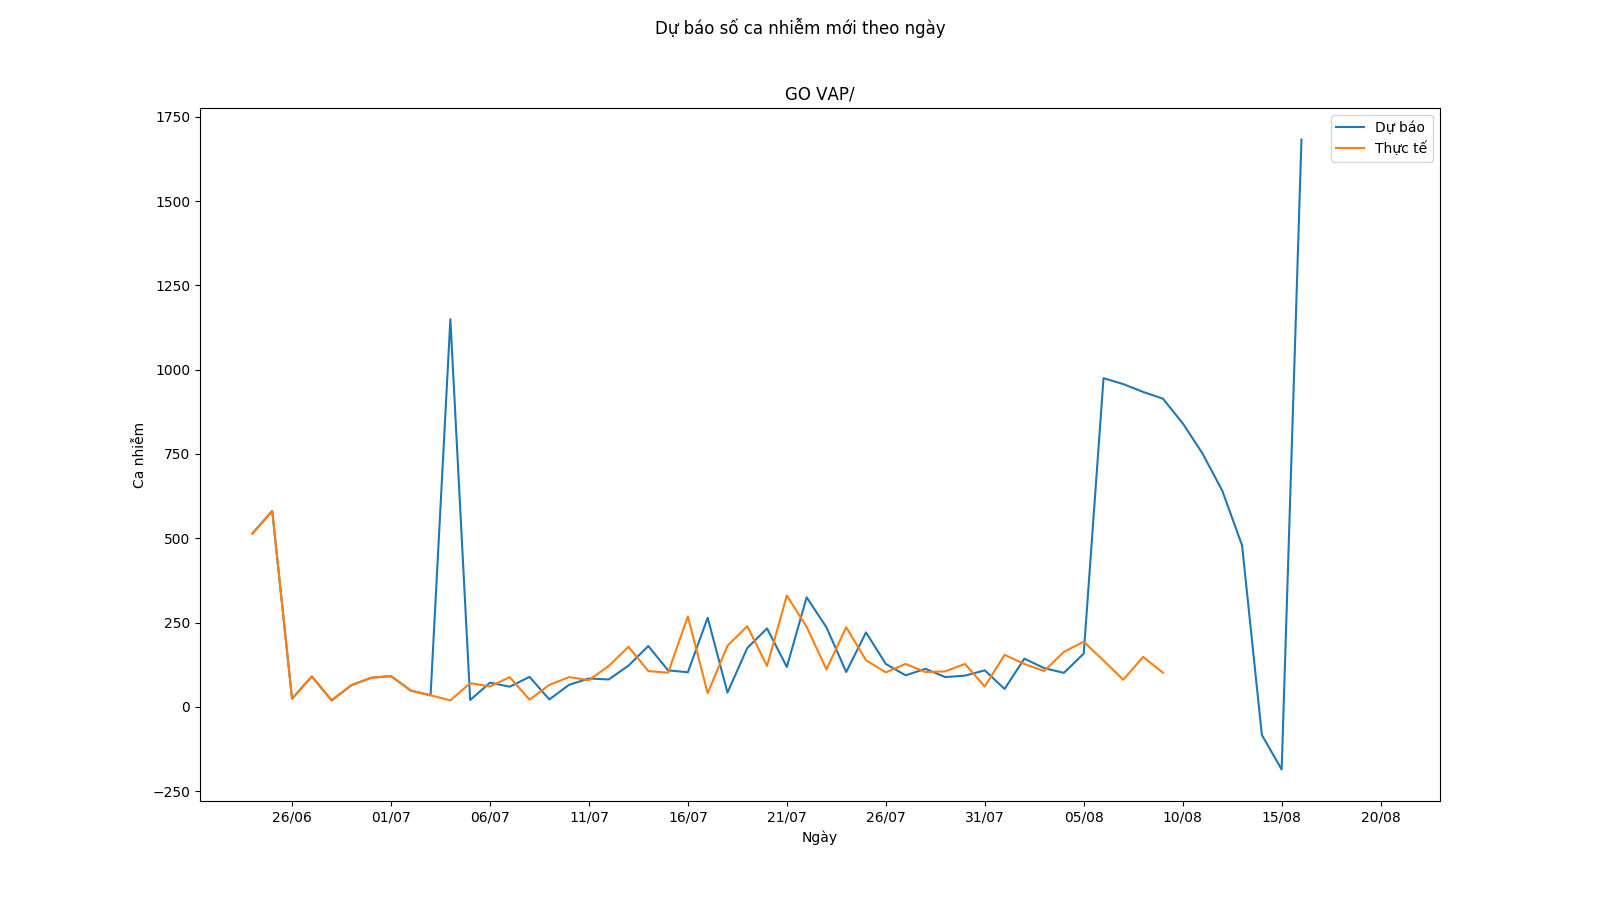 Dự báo số ca nhiễm mới theo ngày
GO VAP/
Dự báo
Thực tế
1750
1500
1250
1000
750
500
250
0
−250
Ca nhiễm
26/06 01/07 06/07 11/07 16/07 21/07 26/07 31/07 05/08 10/08 15/08 20/08
Ngày